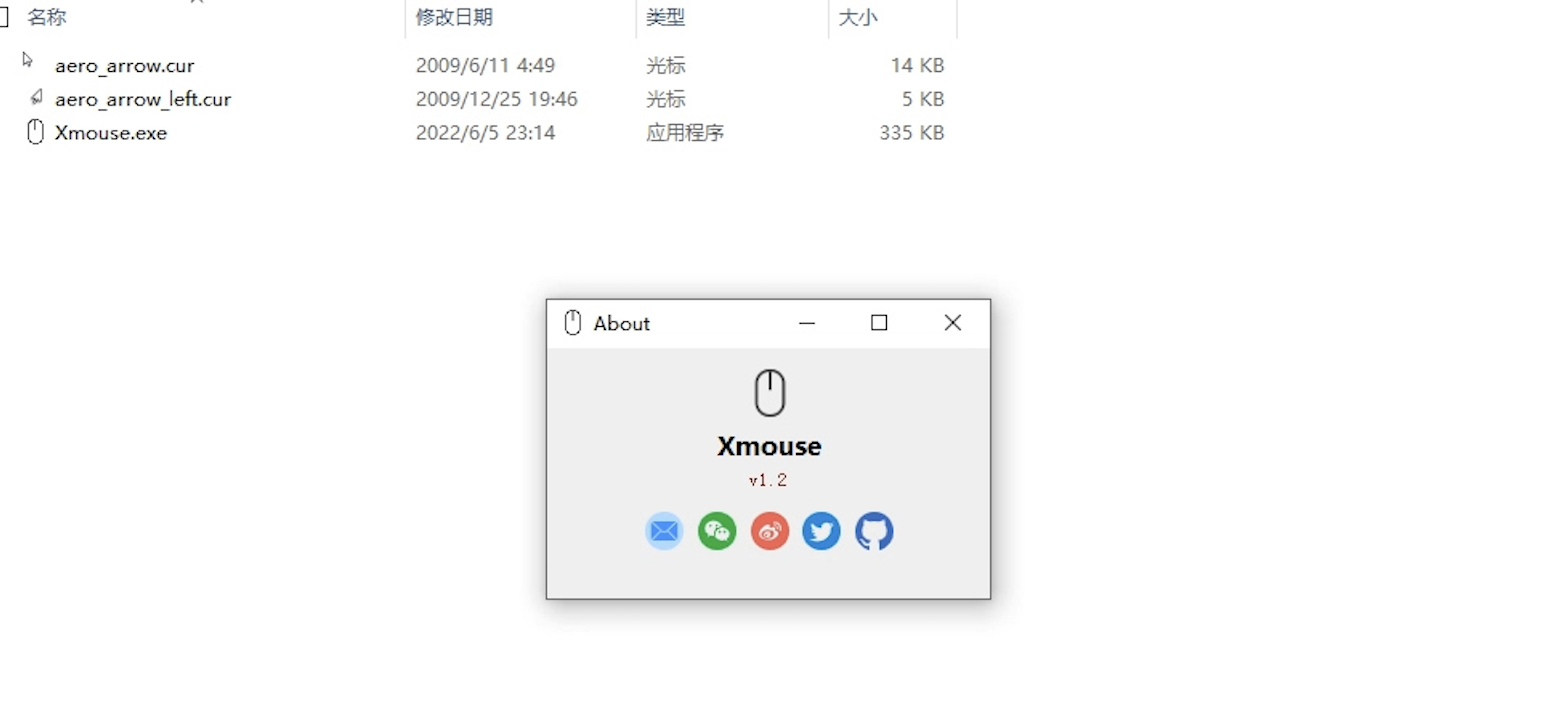 名称 修改日期 类型 大小
aero_arrow.cur 2009/6/11 4:49 光标 14 KB
aero_arrow_left.cur 2009/12/25 19:46 光标 5 KB
Xmouse.exe 2022/6/5 23:14 应用程序 335 KB
About
Xmouse
v1.2